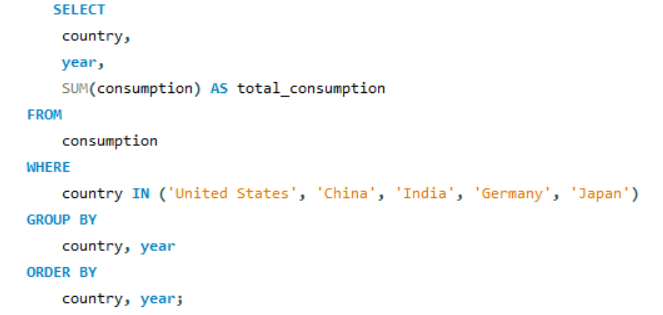 SELECT
country,
year,
SUM(consumption) AS total_consumption
FROM
consumption
WHERE
country IN ('United States', 'China', 'India', 'Germany', 'Japan')
GROUP BY
country, year
ORDER BY
country, year;